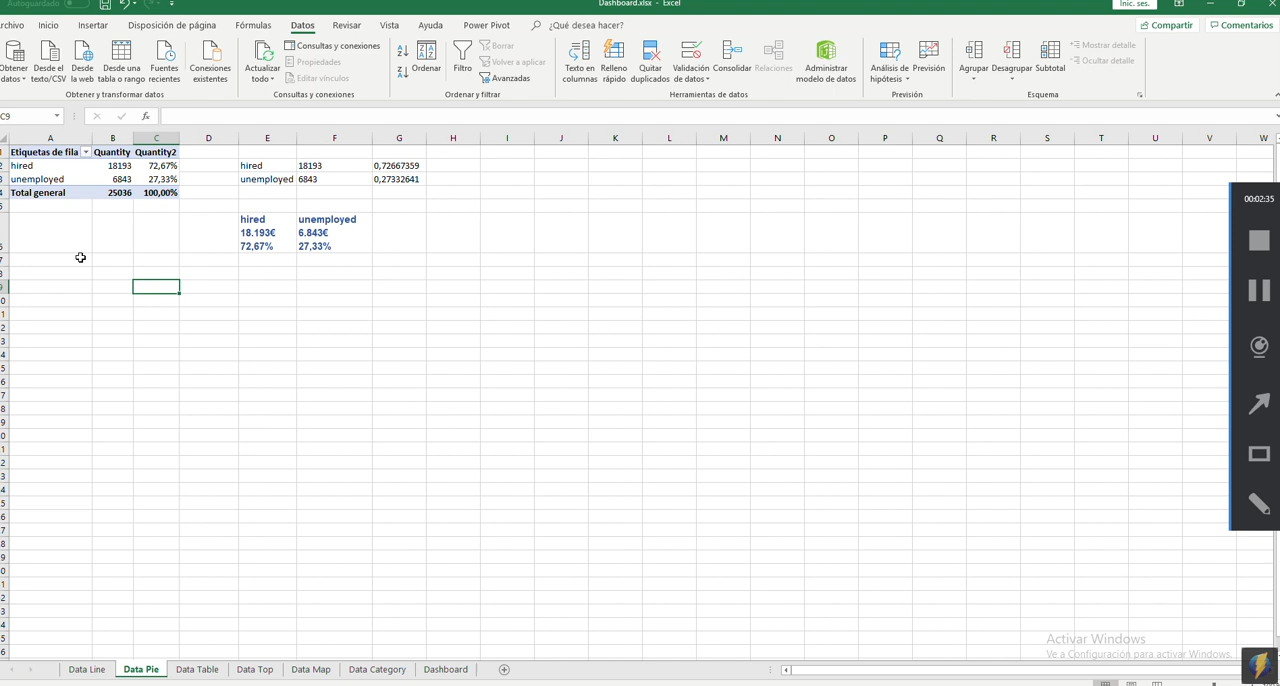 Autoguardado
Dashboard.xlsx - Excel
Inic. ses.
rchivo Inicio Insertar Disposición de página Fórmulas Datos Revisar Vista Ayuda Power Pivot ¿Qué desea hacer? Compartir Comentarios
Obtener datos
Desde el texto/CSV
Desde la web
Desde una tabla o rango
Fuentes recientes
Conexiones existentes
Obtener y transformar datos
Actualizar todo
Consultas y conexiones
Propiedades
Editar vínculos
Consultas y conexiones
Ordenar
Filtro
Borrar
Volver a aplicar
Avanzadas
Ordenar y filtrar
Texto en columnas
Relleno rápido
Quitar duplicados
Validación de datos
Consolidar
Relaciones
Administrar modelo de datos
Herramientas de datos
Análisis de hipótesis
Previsión
Previsión
Agrupar
Desagrupar
Subtotal
Mostrar detalle
Ocultar detalle
Esquema
C9 fx
A B C D E F G H I J K L M N O P Q R S T U V W
1 Etiquetas de fila Quantity Quantity2
2 hired 18193 72,67% hired 18193 0,72667359
3 unemployed 6843 27,33% unemployed 6843 0,27332641
4 Total general 25036 100,00%
hired unemployed
18.193€ 6.843€
72,67% 27,33%
00:02:35
Activar Windows
Ve a Configuración para activar Windows.
Data Line Data Pie Data Table Data Top Data Map Data Category Dashboard